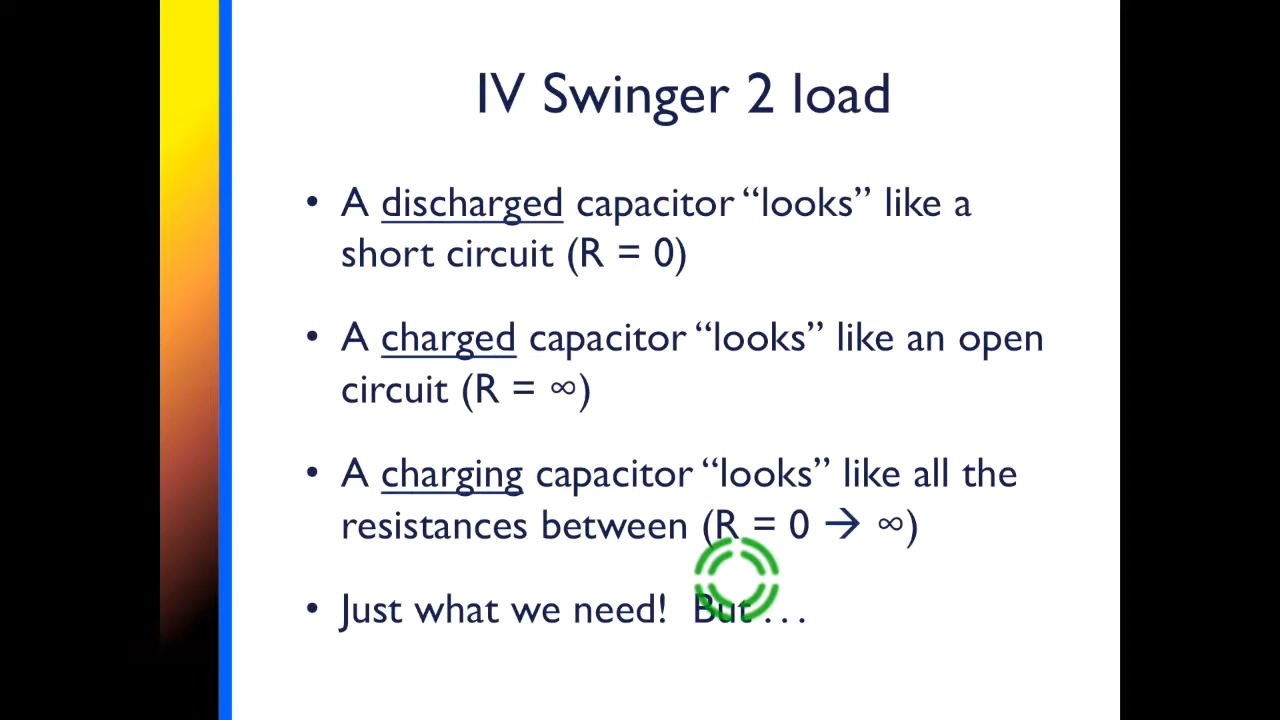 IV Swinger 2 load
• A discharged capacitor “looks” like a
short circuit (R = 0)
• A charged capacitor “looks” like an open
circuit (R = ∞)
• A charging capacitor “looks” like all the
resistances between (R = 0 → ∞)
• Just what we need! But . . .